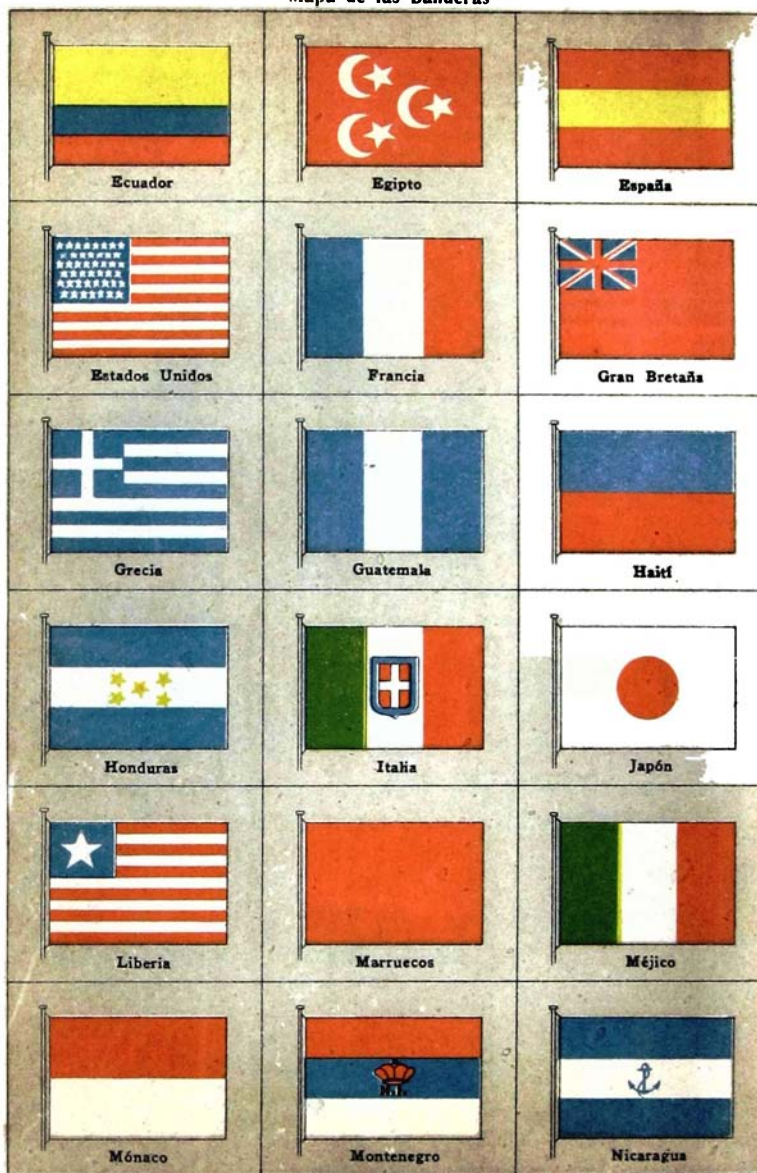 Mapa de las Banderas
Ecuador
Egipto
España
Estados Unidos
Francia
Gran Bretaña
Grecia
Guatemala
Haití
Honduras
Italia
Japón
Liberia
Marruecos
Méjico
Mónaco
N.I.
Montenegro
Nicaragua